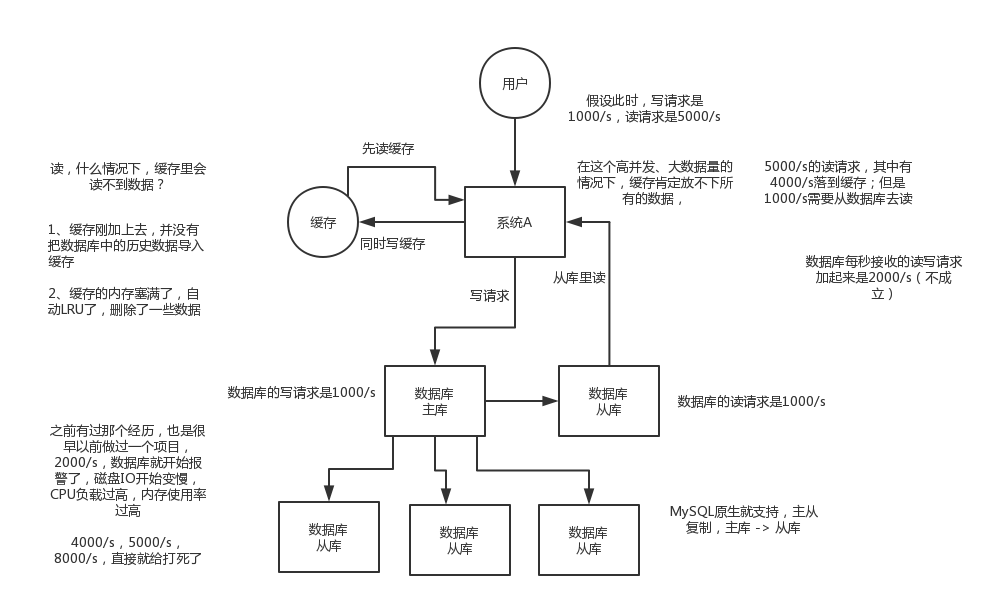 用户
假设此时，写请求是
1000/s，读请求是5000/s
先读缓存
读，什么情况下，缓存里会
读不到数据？
在这个高并发、大数据量的
情况下，缓存肯定放不下所
有的数据，
5000/s的读请求，其中有
4000/s落到缓存；但是
1000/s需要从数据库去读
缓存
系统A
同时写缓存
1、缓存刚加上去，并没有
把数据库中的历史数据导入
缓存
2、缓存的内存塞满了，自
动LRU了，删除了一些数据
从库里读
写请求
数据库每秒接收的读写请求
加起来是2000/s（不成
立）
数据库的写请求是1000/s
数据库
主库
数据库
从库
数据库的读请求是1000/s
之前有过那个经历，也是很
早以前做过一个项目，
2000/s，数据库就开始报
警了，磁盘IO开始变慢，
CPU负载过高，内存使用率
过高
4000/s，5000/s，
8000/s，直接就给打死了
数据库
从库
数据库
从库
数据库
从库
MySQL原生就支持，主从
复制，主库 -> 从库